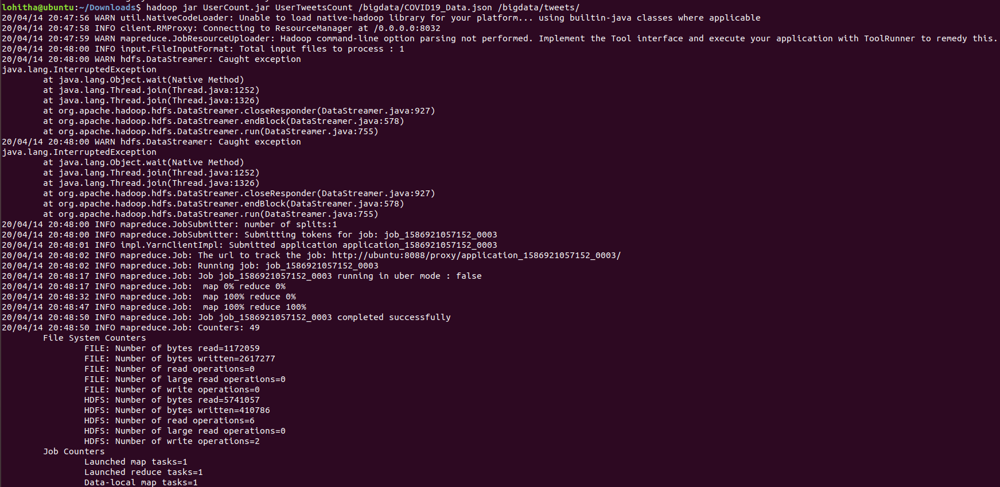 lohitha@ubuntu:~/Downloads$ hadoop jar UserCount.jar UserTweetsCount /bigdata/COVID19_Data.json /bigdata/tweets/
20/04/14 20:47:56 WARN util.NativeCodeLoader: Unable to load native-hadoop library for your platform... using builtin-java classes where applicable
20/04/14 20:47:58 INFO client.RMProxy: Connecting to ResourceManager at /0.0.0.0:8032
20/04/14 20:47:59 WARN mapreduce.JobResourceUploader: Hadoop command-line option parsing not performed. Implement the Tool interface and execute your application with ToolRunner to remedy this.
20/04/14 20:48:00 INFO input.FileInputFormat: Total input files to process : 1
20/04/14 20:48:00 WARN hdfs.DataStreamer: Caught exception
java.lang.InterruptedException
        at java.lang.Object.wait(Native Method)
        at java.lang.Thread.join(Thread.java:1252)
        at java.lang.Thread.join(Thread.java:1326)
        at org.apache.hadoop.hdfs.DataStreamer.closeResponder(DataStreamer.java:927)
        at org.apache.hadoop.hdfs.DataStreamer.endBlock(DataStreamer.java:578)
        at org.apache.hadoop.hdfs.DataStreamer.run(DataStreamer.java:755)
20/04/14 20:48:00 WARN hdfs.DataStreamer: Caught exception
java.lang.InterruptedException
        at java.lang.Object.wait(Native Method)
        at java.lang.Thread.join(Thread.java:1252)
        at java.lang.Thread.join(Thread.java:1326)
        at org.apache.hadoop.hdfs.DataStreamer.closeResponder(DataStreamer.java:927)
        at org.apache.hadoop.hdfs.DataStreamer.endBlock(DataStreamer.java:578)
        at org.apache.hadoop.hdfs.DataStreamer.run(DataStreamer.java:755)
20/04/14 20:48:00 INFO mapreduce.JobSubmitter: number of splits:1
20/04/14 20:48:00 INFO mapreduce.JobSubmitter: Submitting tokens for job: job_1586921057152_0003
20/04/14 20:48:01 INFO impl.YarnClientImpl: Submitted application application_1586921057152_0003
20/04/14 20:48:02 INFO mapreduce.Job: The url to track the job: http://ubuntu:8088/proxy/application_1586921057152_0003/
20/04/14 20:48:02 INFO mapreduce.Job: Running job: job_1586921057152_0003
20/04/14 20:48:17 INFO mapreduce.Job: Job job_1586921057152_0003 running in uber mode : false
20/04/14 20:48:17 INFO mapreduce.Job:  map 0% reduce 0%
20/04/14 20:48:32 INFO mapreduce.Job:  map 100% reduce 0%
20/04/14 20:48:47 INFO mapreduce.Job:  map 100% reduce 100%
20/04/14 20:48:50 INFO mapreduce.Job: Job job_1586921057152_0003 completed successfully
20/04/14 20:48:50 INFO mapreduce.Job: Counters: 49
        File System Counters
                FILE: Number of bytes read=1172059
                FILE: Number of bytes written=2617277
                FILE: Number of read operations=0
                FILE: Number of large read operations=0
                FILE: Number of write operations=0
                HDFS: Number of bytes read=5741057
                HDFS: Number of bytes written=410786
                HDFS: Number of read operations=6
                HDFS: Number of large read operations=0
                HDFS: Number of write operations=2
        Job Counters
                Launched map tasks=1
                Launched reduce tasks=1
                Data-local map tasks=1